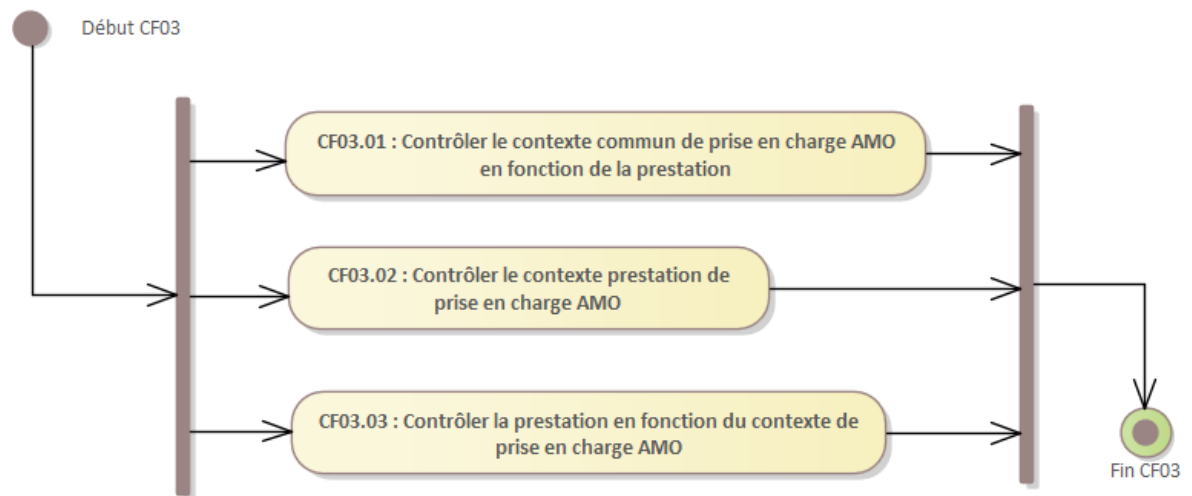 Début CF03
CF03.01 : Contrôler le contexte commun de prise en charge AMO
en fonction de la prestation
CF03.02 : Contrôler le contexte prestation de
prise en charge AMO
CF03.03 : Contrôler la prestation en fonction du contexte de
prise en charge AMO
Fin CF03